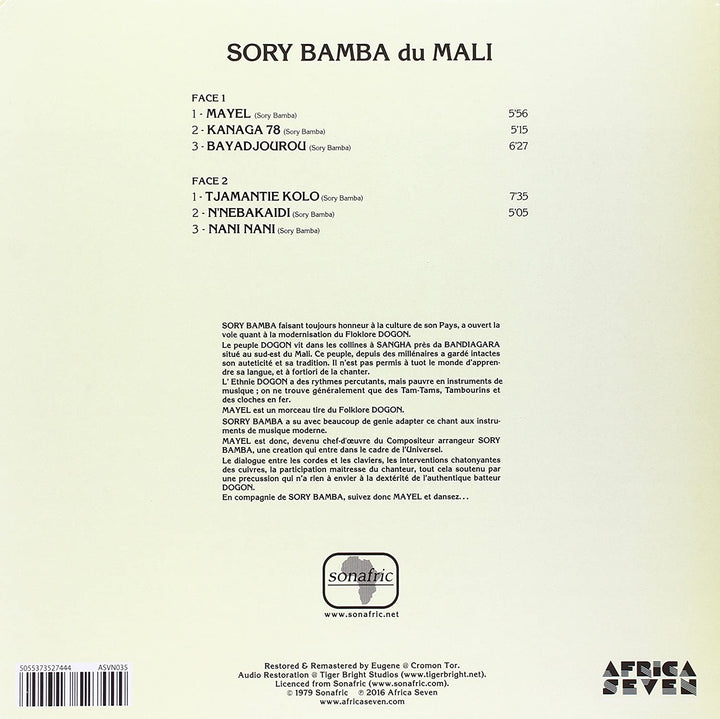 SORY BAMBA du MALI
FACE 1
1 - MAYEL (Sory Bamba) 5'56
2 - KANAGA 78 (Sory Bamba) 5'15
3 - BAYADJOUROU (Sory Bamba) 6'27
FACE 2
1 - TJAMANTIE KOLO (Sory Bamba) 7'35
2 - N'NEBAKAIDI (Sory Bamba) 5'05
3 - NANI NANI (Sory Bamba)
SORY BAMBA faisant toujours honneur à la culture de son Pays, a ouvert la
voie quant à la modernisation du Floklore DOGON.
Le peuple DOGON vit dans les collines à SANGHA près da BANDIAGARA
situé au sud-est du Mali. Ce peuple, depuis des millénaires a gardé intactes
son auteticité et sa tradition. Il n'est pas permis à tuot le monde d'appren-
dre sa langue, et à fortiori de la chanter.
L' Ethnie DOGON a des rythmes percutants, mais pauvre en instruments de
musique ; on ne trouve généralement que des Tam-Tams, Tambourins et
des cloches en fer.
MAYEL est un morceau tire du Folklore DOGON.
SORRY BAMBA a su avec beaucoup de genie adapter ce chant aux instru-
ments de musique moderne.
MAYEL est donc, devenu chef-d'œuvre du Compositeur arrangeur SORY
BAMBA, une creation qui entre dans le cadre de l'Universel.
Le dialogue entre les cordes et les claviers, les interventions chatonyantes
des cuivres, la participation maitresse du chanteur, tout cela soutenu par
une precussion qui n'a rien à envier à la dextérité de l'authentique batteur
DOGON.
En compagnie de SORY BAMBA, suivez donc MAYEL et dansez...
sonafric
www.sonafric.net
5055373527444 ASVN035
Restored & Remastered by Eugene @ Cromon Tor.
Audio Restoration @ Tiger Bright Studios (www.tigerbright.net).
Licenced from Sonafric (www.sonafric.com).
© 1979 Sonafric ℗ 2016 Africa Seven
www.africaseven.com
AFRICA
SEVEN